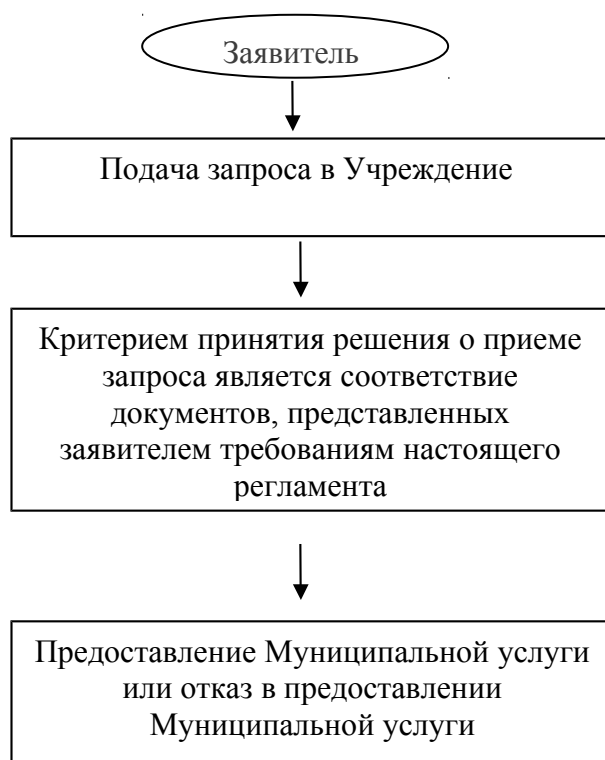 Заявитель
Подача запроса в Учреждение
Критерием принятия решения о приеме
запроса является соответствие
документов, представленных
заявителем требованиям настоящего
регламента
Предоставление Муниципальной услуги
или отказ в предоставлении
Муниципальной услуги